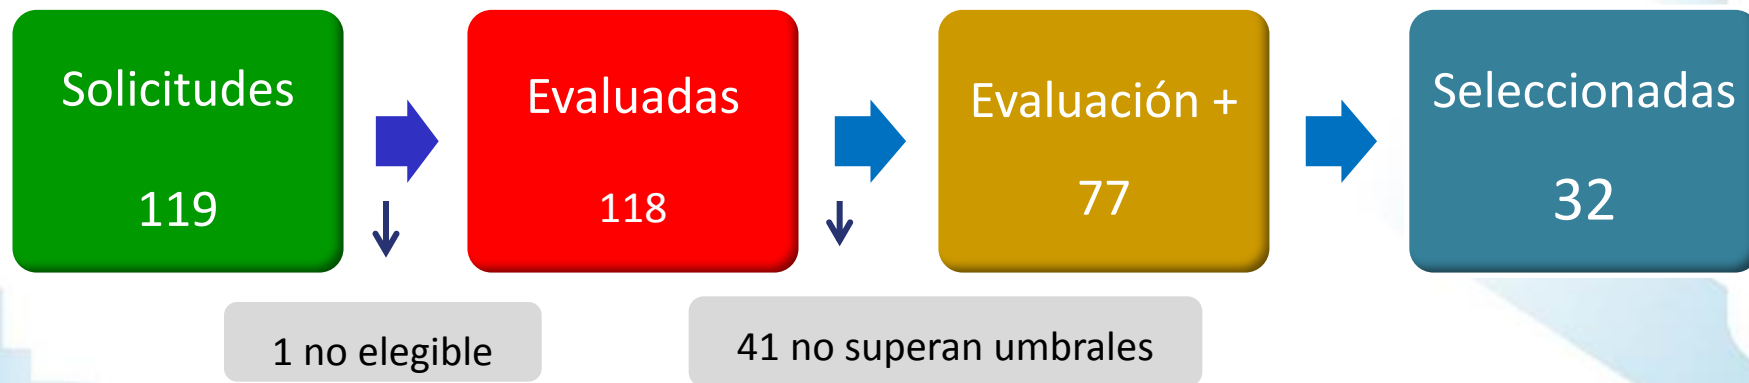 Solicitudes
119
Evaluadas
118
Evaluación +
77
Seleccionadas
32
1 no elegible
41 no superan umbrales